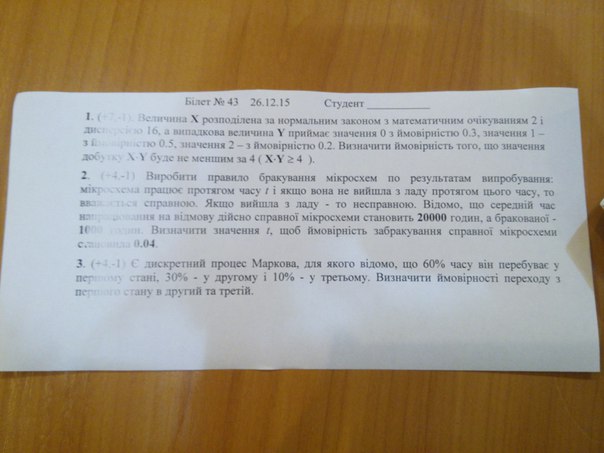 Білет № 43 26.12.15 Студент ___________
1. (+2,-1). Величина X розподілена за нормальним законом з математичним очікуванням 2 і
дисперсією 16, а випадкова величина Y приймає значення 0 з ймовірністю 0.3, значення 1 –
з ймовірністю 0.5, значення 2 – з ймовірністю 0.2. Визначити ймовірність того, що значення
добутку X·Y буде не меншим за 4 ( X·Y ≥ 4 ).
2. (+4,-1) Виробити правило бракування мікросхем по результатам випробування:
мікросхема працює протягом часу t і якщо вона не вийшла з ладу протягом цього часу, то
вважається справною. Якщо вийшла з ладу - то несправною. Відомо, що середній час
напрацювання на відмову дійсно справної мікросхеми становить 20000 годин, а бракованої -
1000 годин. Визначити значення t, щоб ймовірність забракування справної мікросхеми
становила 0.04.
3. (+4,-1) Є дискретний процес Маркова, для якого відомо, що 60% часу він перебуває у
першому стані, 30% - у другому і 10% - у третьому. Визначити ймовірності переходу з
першого стану в другий та третій.